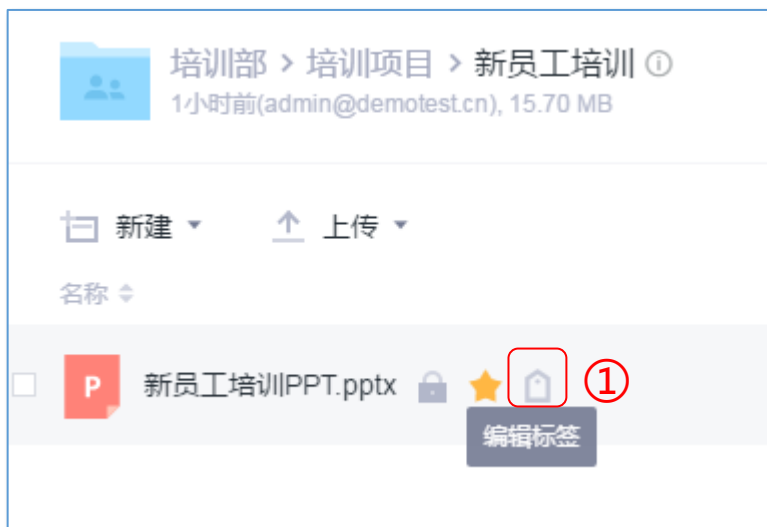 培训部 > 培训项目 > 新员工培训
1小时前(admin@demotest.cn), 15.70 MB
新建 上传
名称
P 新员工培训PPT.pptx ①
编辑标签